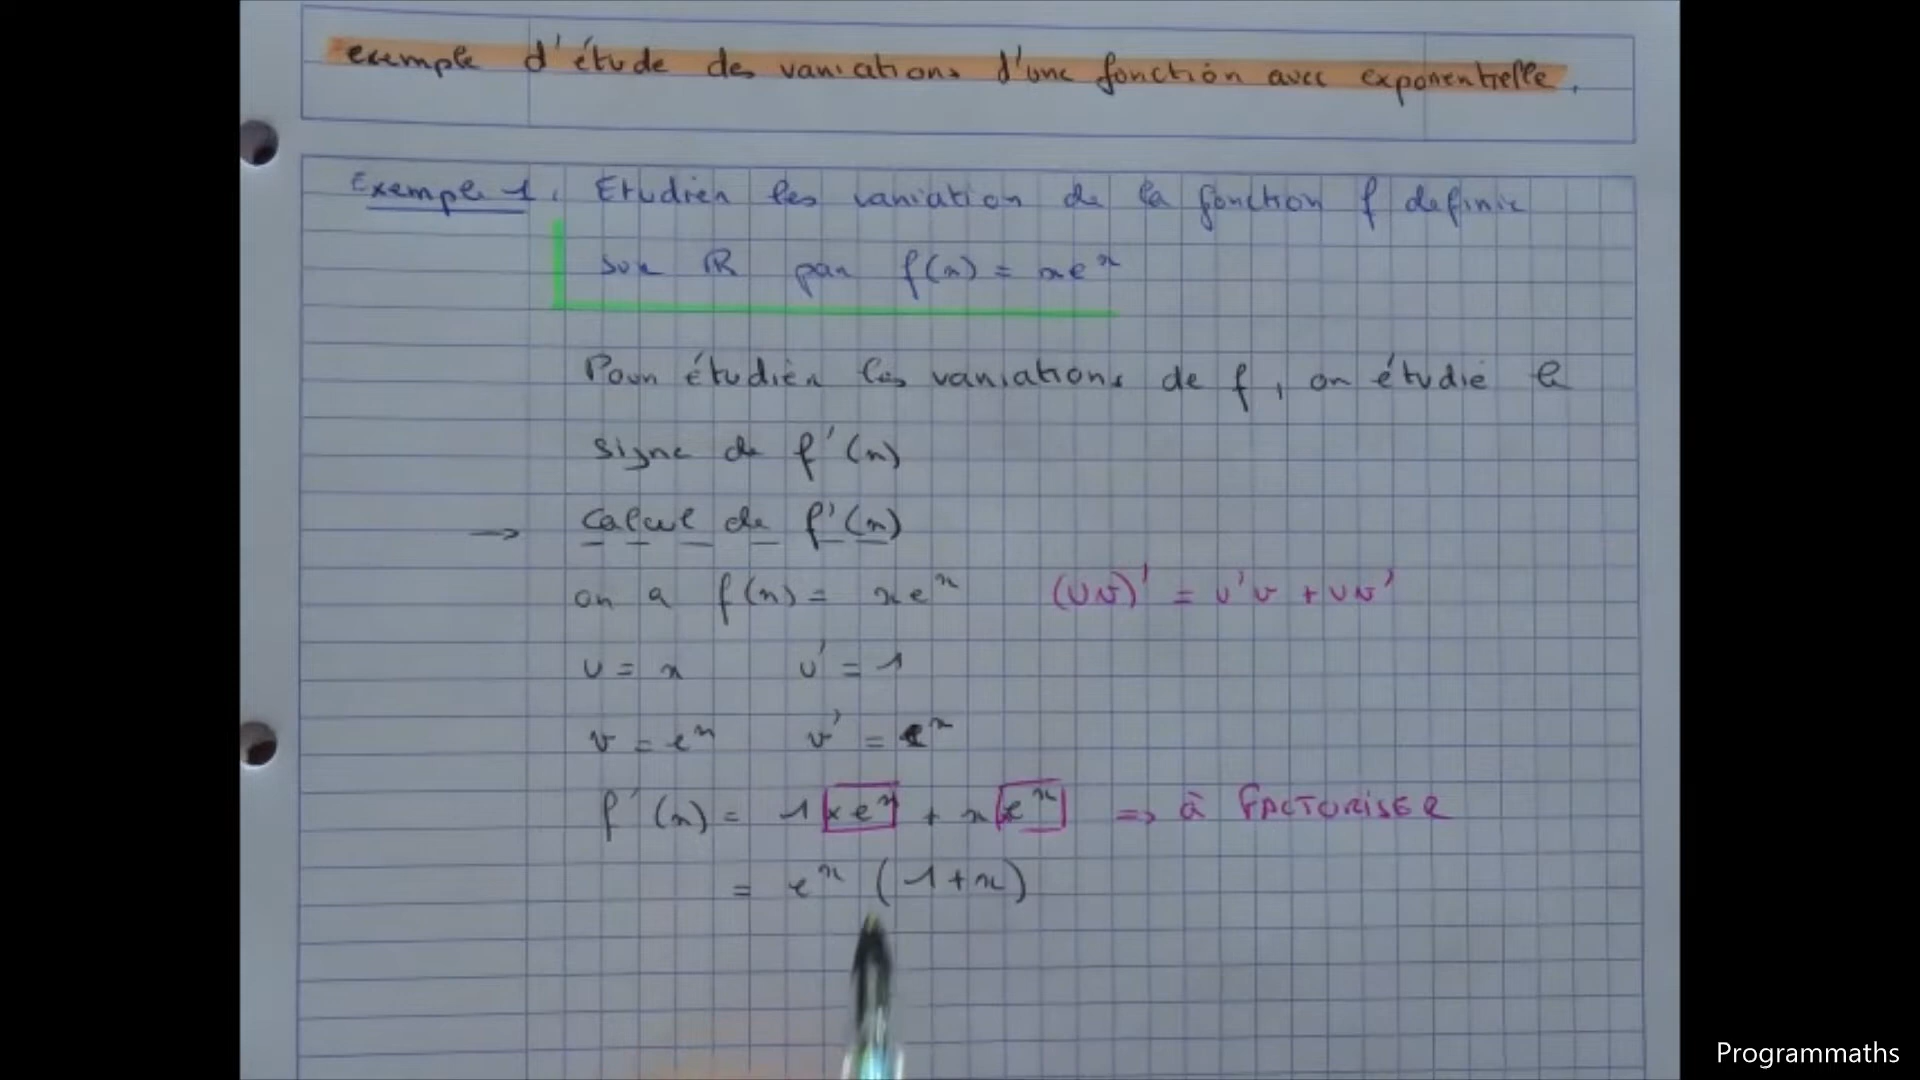 exemple d'étude des variations d'une fonction avec exponentielle.
Exemple 1. Etudier les variation de la fonction f definie
sur ℝ par f(x) = xe^x
Pour étudier les variations de f, on étudie le
signe de f'(x)
→ Calcul de f'(x)
on a f(x) = xe^x (uv)' = u'v + uv'
u = x u' = 1
v = e^x v' = e^x
f'(x) = 1×e^x + xe^x => à FACTORISER
= e^x (1+x)
Programmaths